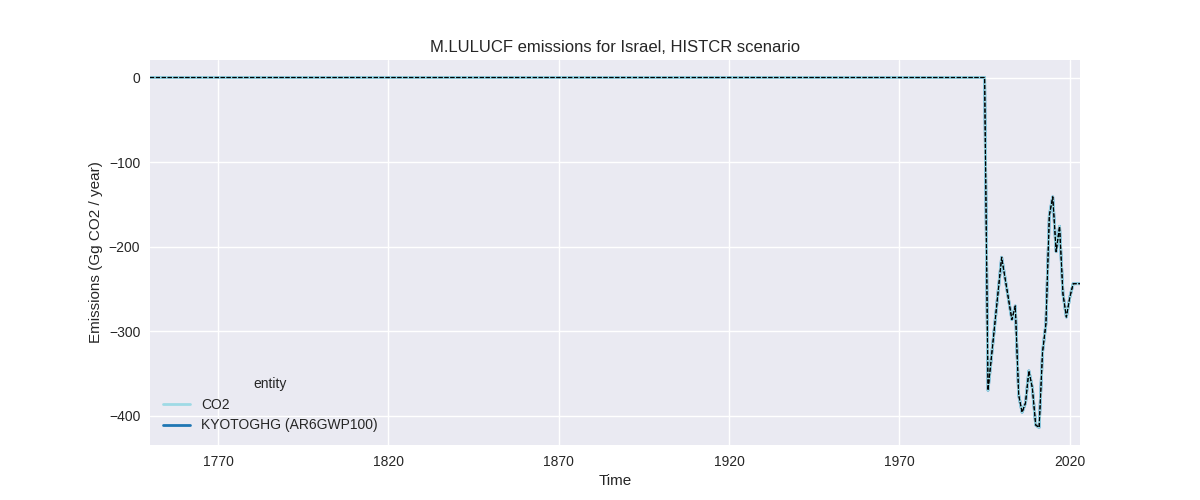 M.LULUCF emissions for Israel, HISTCR scenario
Emissions (Gg CO2 / year)
0
−100
−200
−300
−400
entity
CO2
KYOTOGHG (AR6GWP100)
1770 1820 1870 1920 1970 2020
Time